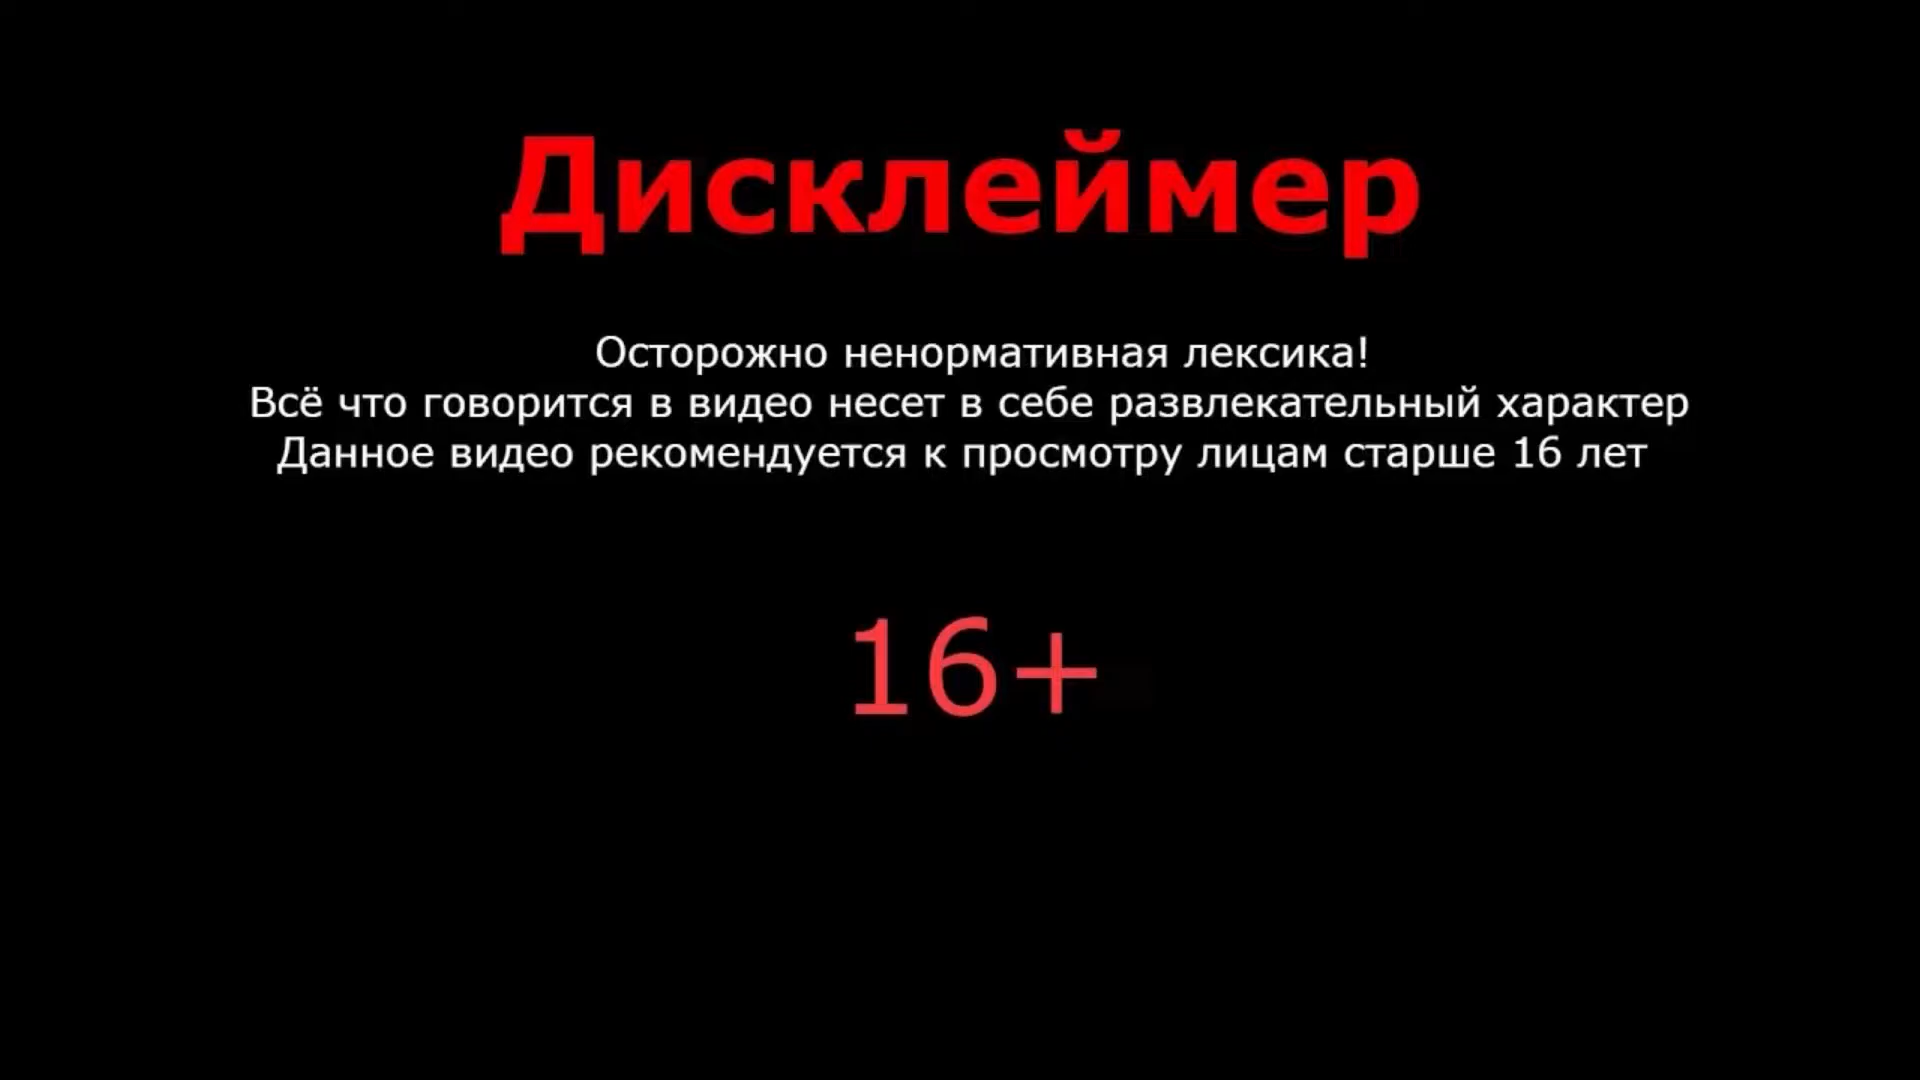 Дисклеймер
Осторожно ненормативная лексика!
Всё что говорится в видео несет в себе развлекательный характер
Данное видео рекомендуется к просмотру лицам старше 16 лет
16+